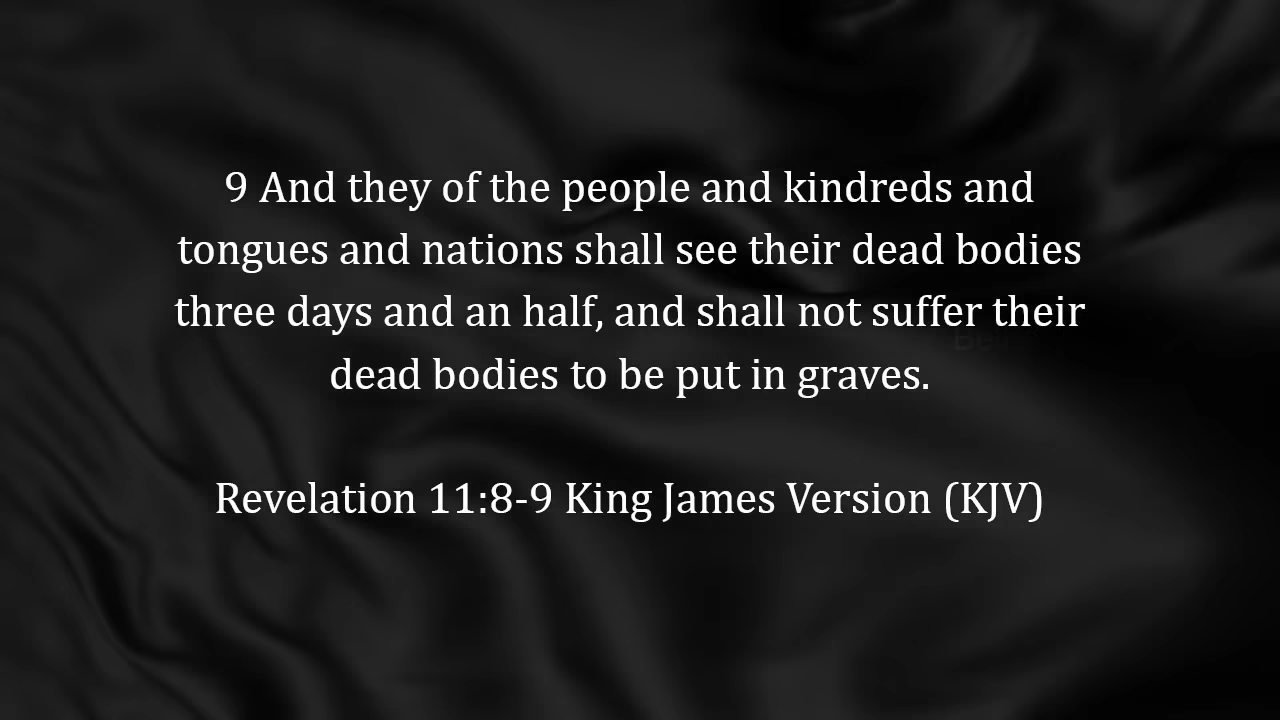 9 And they of the people and kindreds and
tongues and nations shall see their dead bodies
three days and an half, and shall not suffer their
dead bodies to be put in graves.
Revelation 11:8-9 King James Version (KJV)